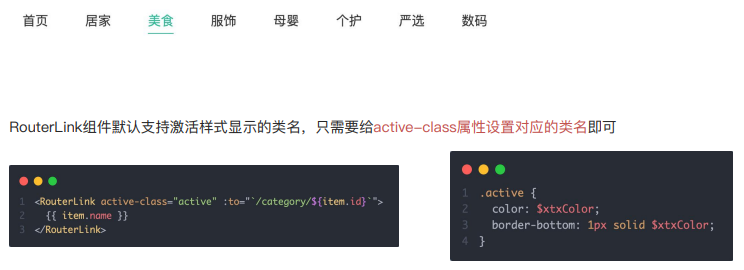 首页 居家 美食 服饰 母婴 个护 严选 数码
RouterLink组件默认支持激活样式显示的类名，只需要给active-class属性设置对应的类名即可
1 <RouterLink active-class="active" :to="`/category/${item.id}`">
2 {{ item.name }}
3 </RouterLink>
1 .active {
2 color: $xtxColor;
3 border-bottom: 1px solid $xtxColor;
4 }